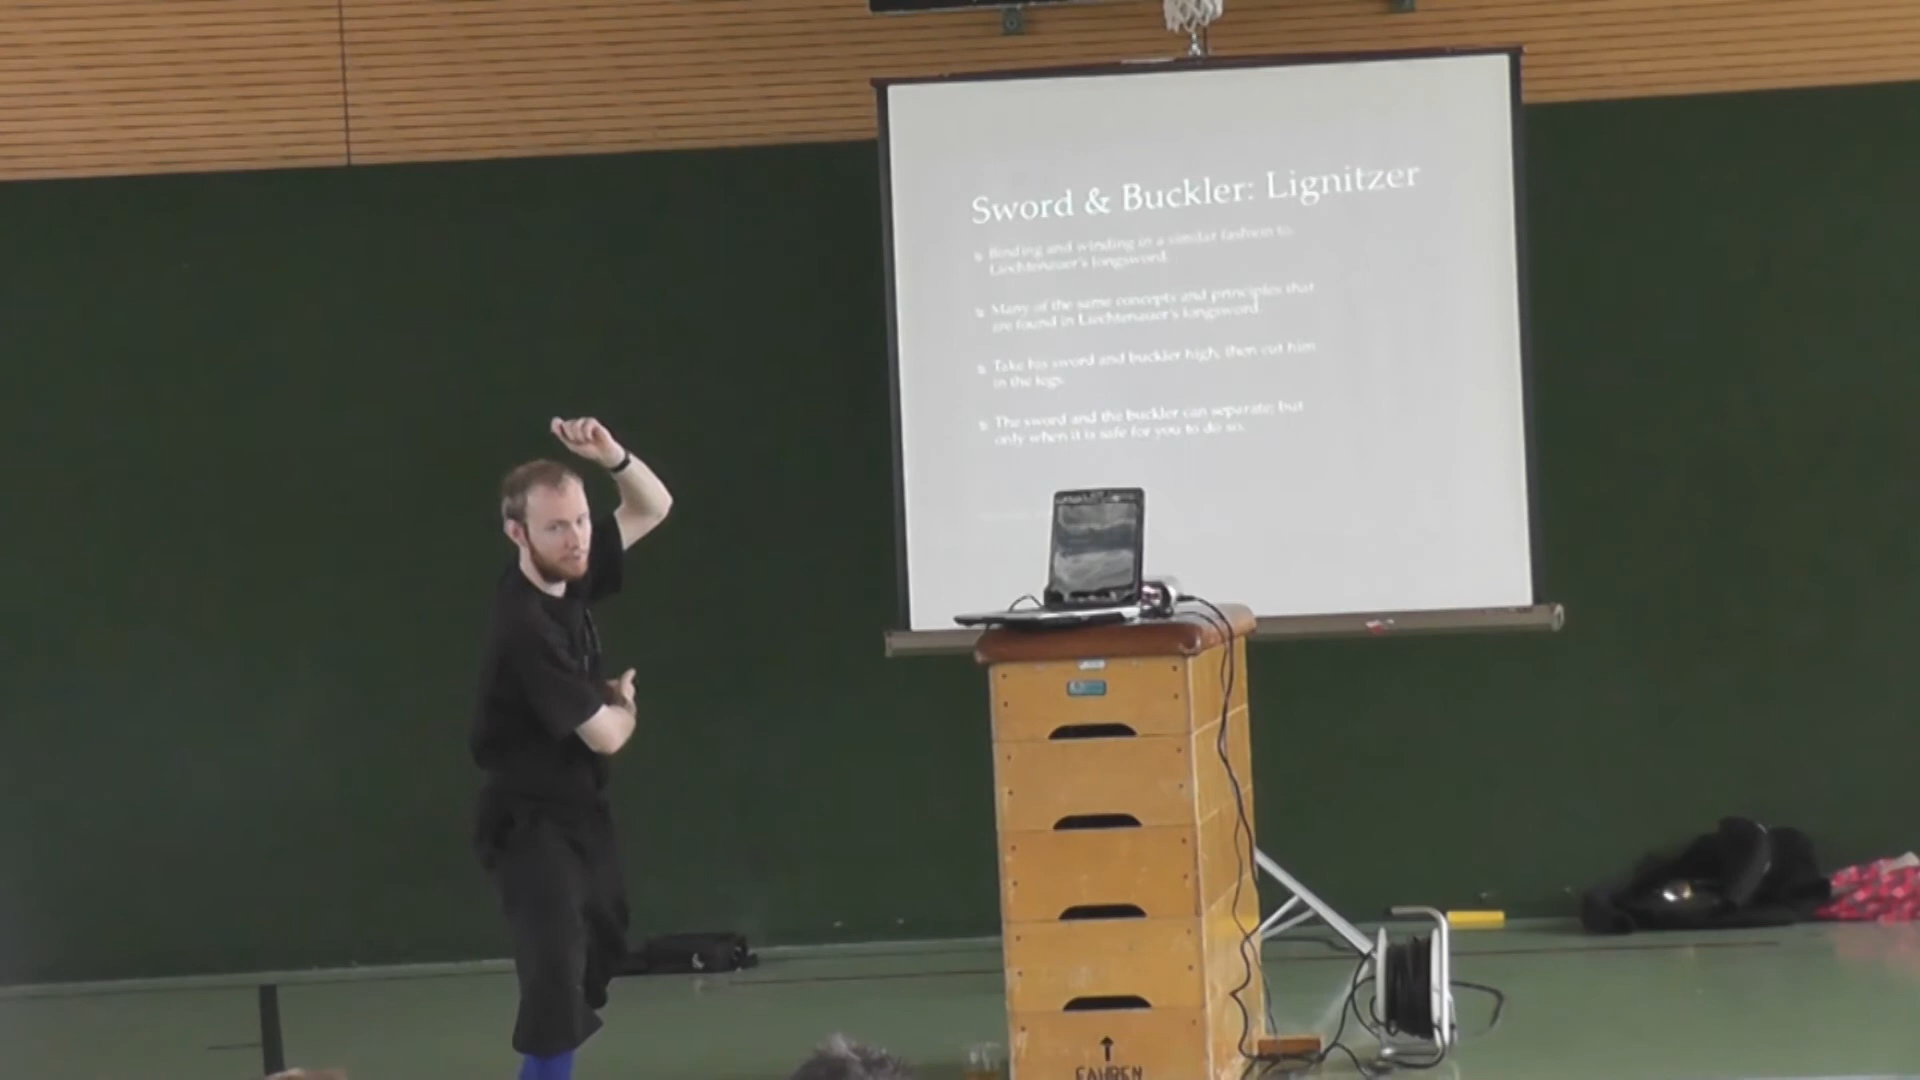 Sword & Buckler: Lignitzer
Binding and winding in a similar fashion to
Liechtenauer's longsword.
Many of the same concepts and principles that
are found in Liechtenauer's longsword.
Take his sword and buckler high, then cut him
in the legs.
The sword and the buckler can separate; but
only when it is safe for you to do so.
FAHREN